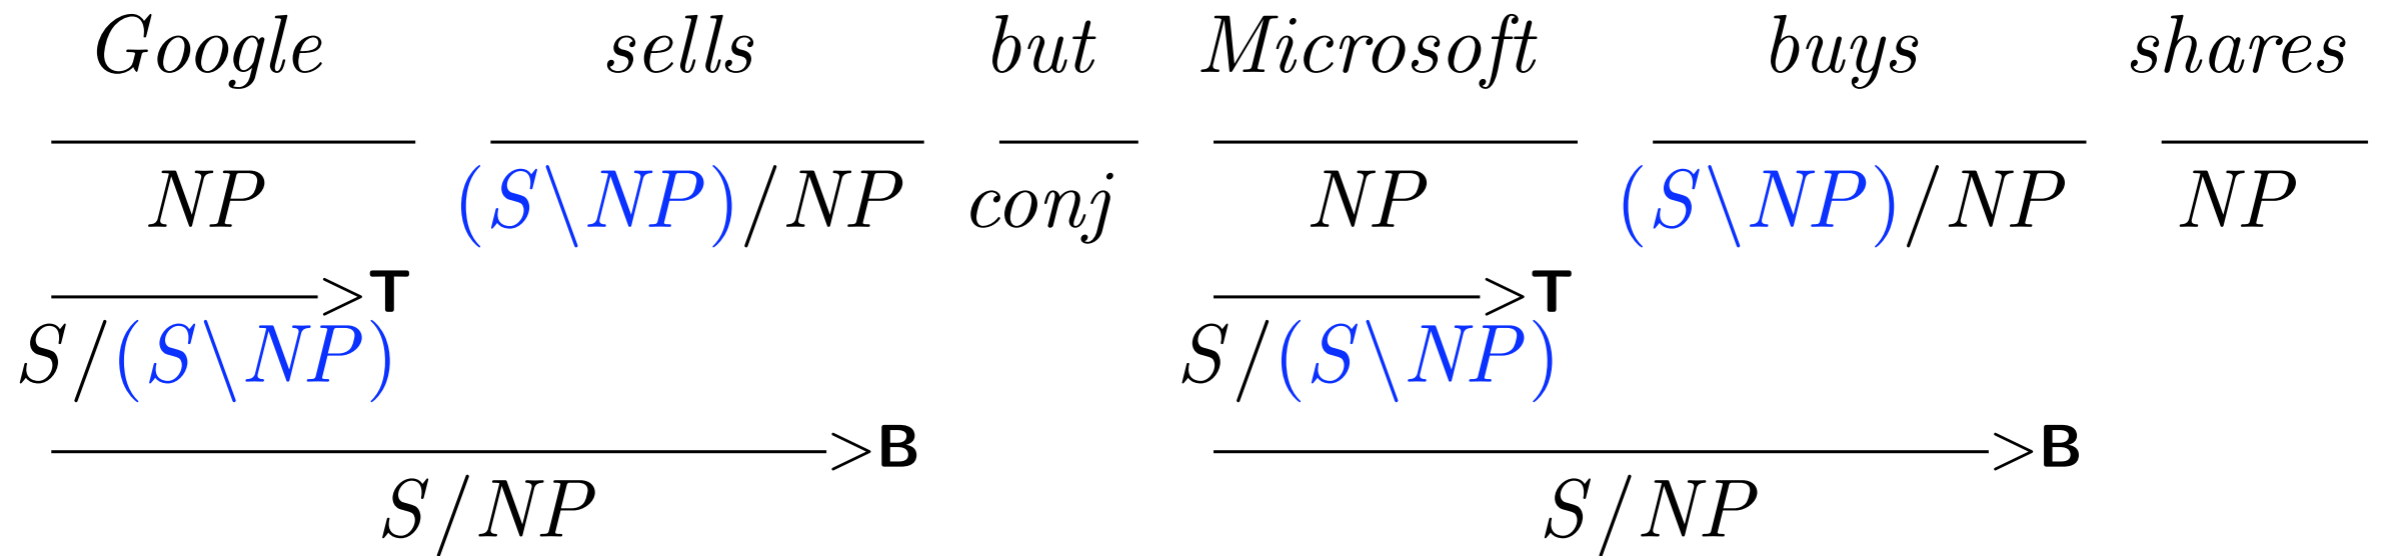 Google sells but Microsoft buys shares
NP (S\NP)/NP conj NP (S\NP)/NP NP
>T >T
S/(S\NP) S/(S\NP)
>B >B
S/NP S/NP